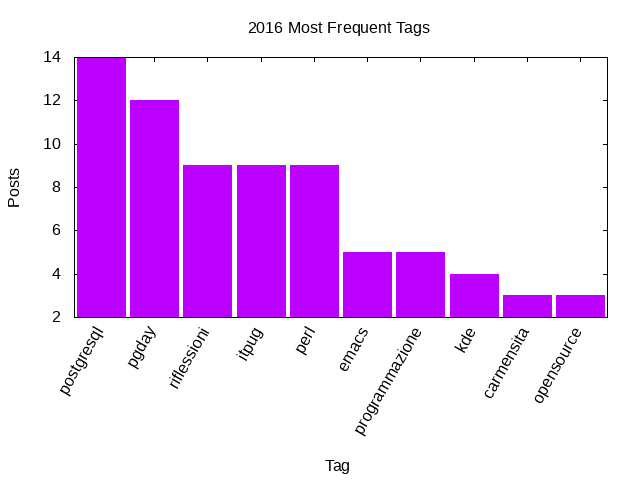 2016 Most Frequent Tags
14
12
10
8
6
4
2
Posts
postgresql
pgday
riflessioni
itpug
perl
emacs
programmazione
kde
carmensita
opensource
Tag